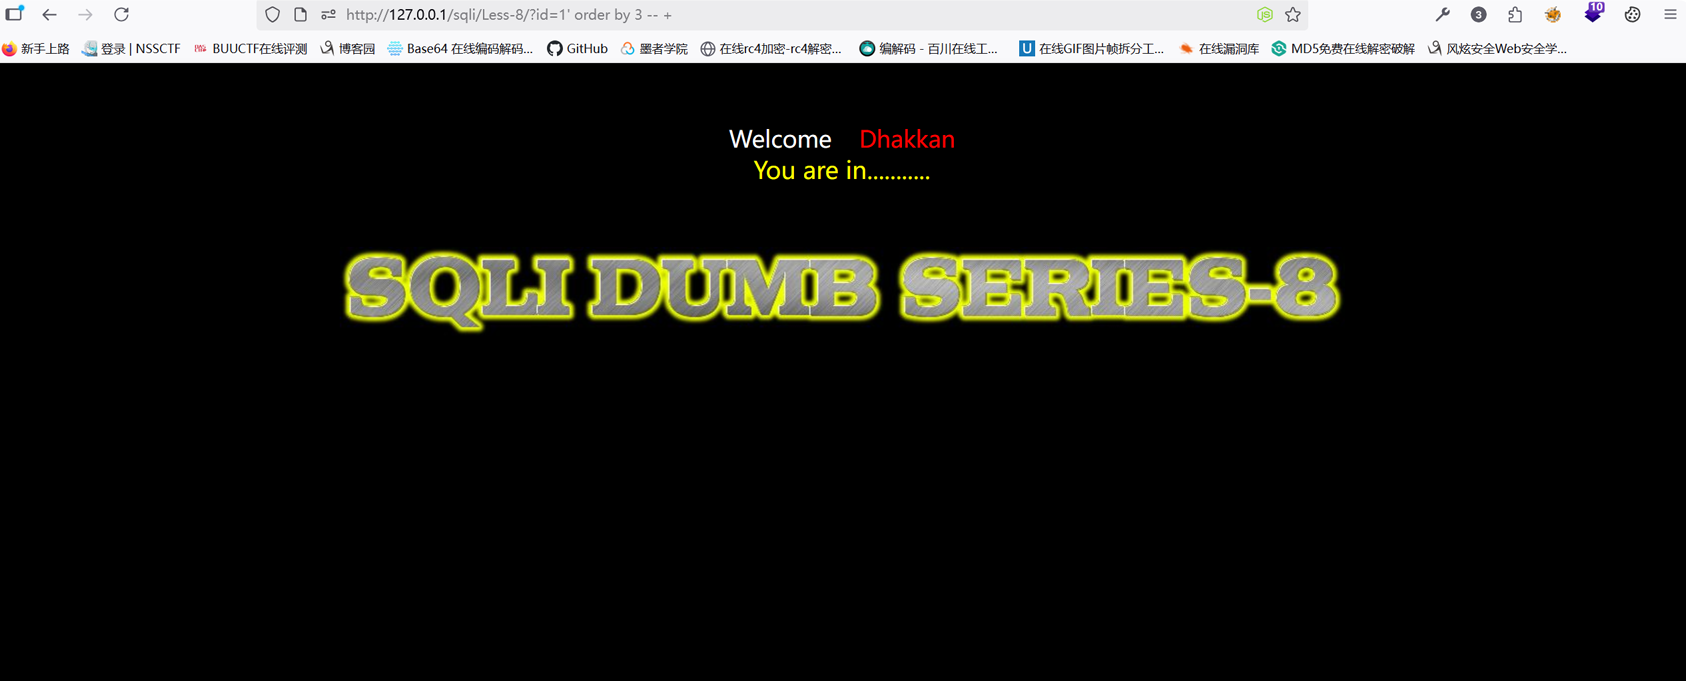 http://127.0.0.1/sqli/Less-8/?id=1' order by 3 -- +
3
10
新手上路 登录 | NSSCTF BUUCTF在线评测 博客园 Base64 在线编码解码... GitHub 墨者学院 在线rc4加密-rc4解密... 编解码 - 百川在线工... U 在线GIF图片帧拆分工... 在线漏洞库 MD5免费在线解密破解 风炫安全Web安全学...
Welcome Dhakkan
You are in...........
SQLI DUMB SERIES-8